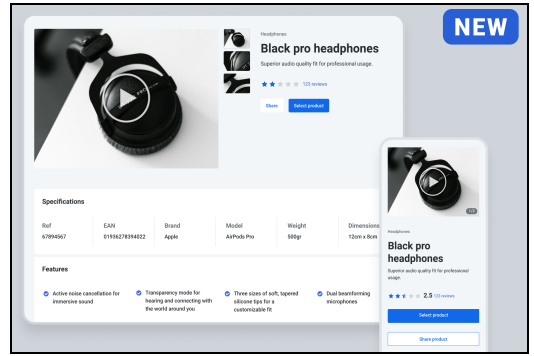 NEW
Headphones
Black pro headphones
Superior audio quality fit for professional usage.
123 reviews
Share
Select product
Specifications
Ref
EAN
Brand
Model
Weight
Dimensions
67894567
01936278394022
Apple
AirPods Pro
500gr
12cm x 8cm
Features
Active noise cancellation for
immersive sound
Transparency mode for
hearing and connecting with
the world around you
Three sizes of soft, tapered
silicone tips for a
customizable fit
Dual beamforming
microphones
Headphones
Black pro
headphones
Superior audio quality fit for professional
usage.
2.5 123 reviews
Select product
Share product